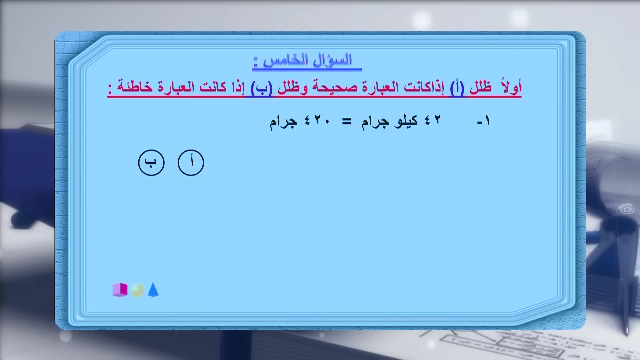 السؤال الخامس :
أولاً ظلل (أ) إذاكانت العبارة صحيحة وظلل (ب) إذا كانت العبارة خاطئة :
١- ٤٢ كيلو جرام = ٤٢٠ جرام
أ ب